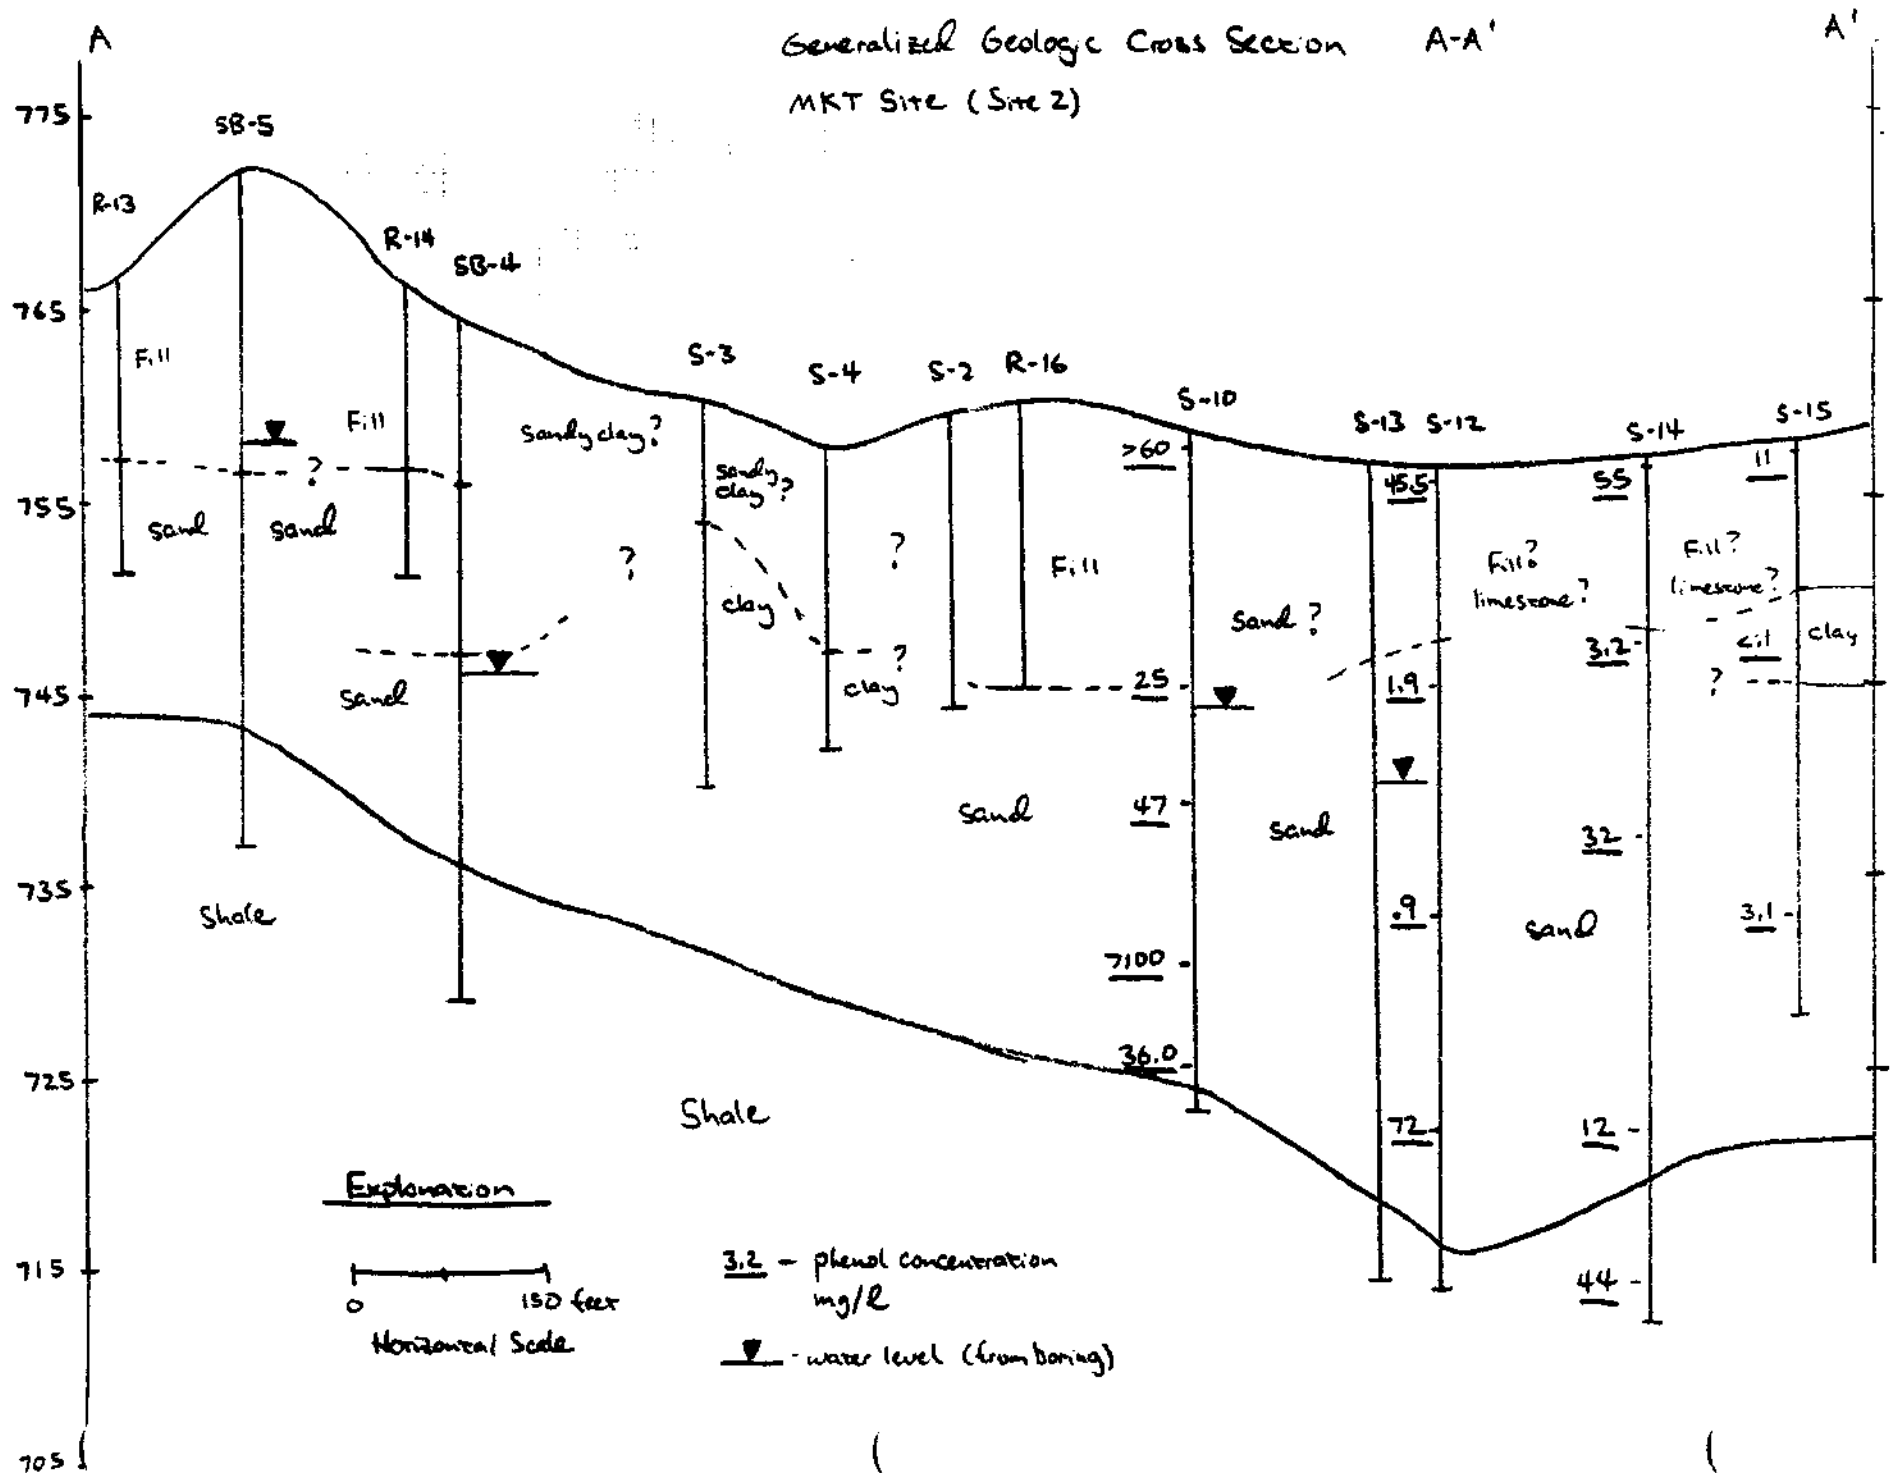 A
Generalized Geologic Cross Section A-A'
A'
MKT Site (Site 2)
775
SB-5
R-13
R-14
SB-4
765
Fill
S-3
S-4
S-2
R-16
S-10
S-13
S-12
S-14
S-15
Fill
sandy clay?
>60
45.5
55
11
sandy
clay?
?
755
sand
sand
?
?
Fill
Fill?
limestone?
Fill?
limestone?
clay
Sand?
<.1
clay
3.2
?
clay?
sand
745
25
1.9
?
47
sand
sand
32
735
Shale
.9
sand
3.1
>100
36.0
725
Shale
72
12
Explanation
715
0
150 feet
Horizontal Scale
3.2 - phenol concentration
mg/l
44
- water level (from boring)
705